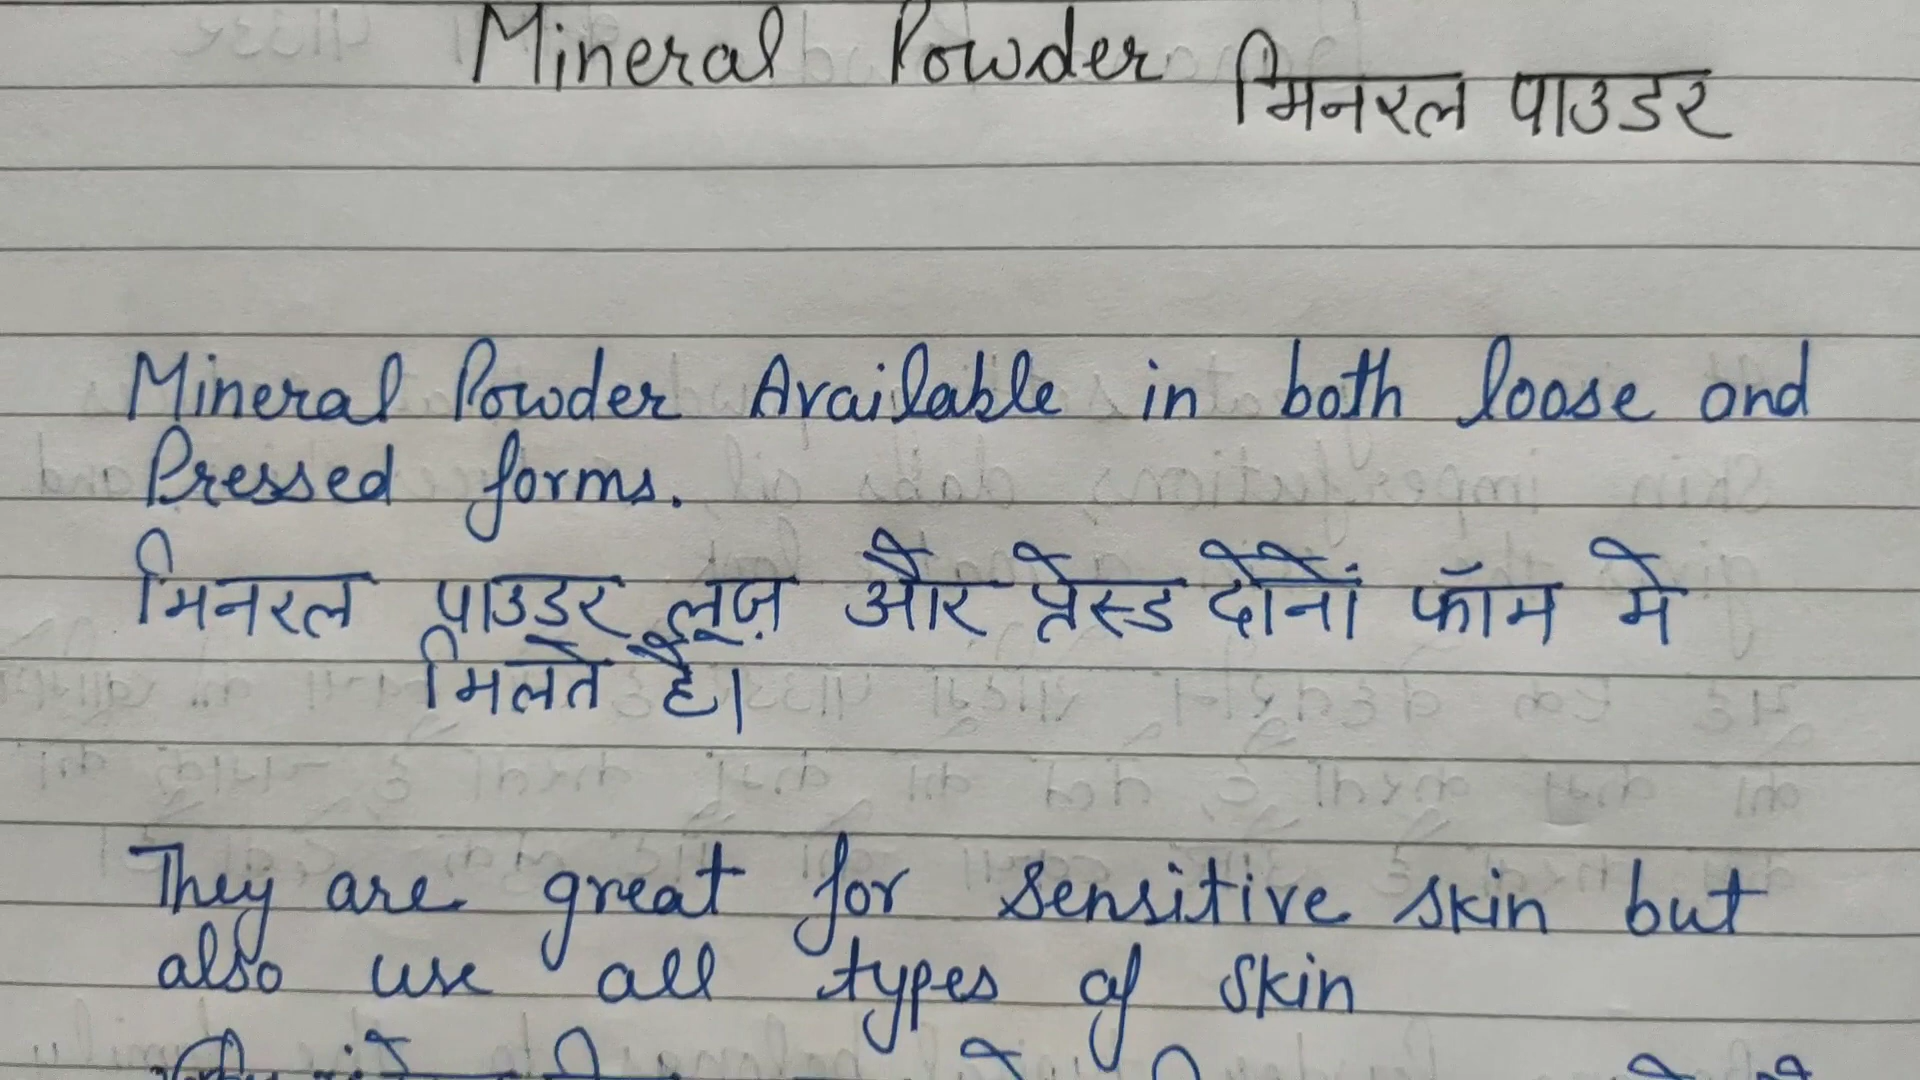 Mineral Powder
मिनरल पाउडर
Mineral Powder Available in both loose and
Pressed forms.
मिनरल पाउडर लूज़ और प्रेस्ड दोनों फॉम मे
मिलते है।
They are great for sensitive skin but
also use all types of skin